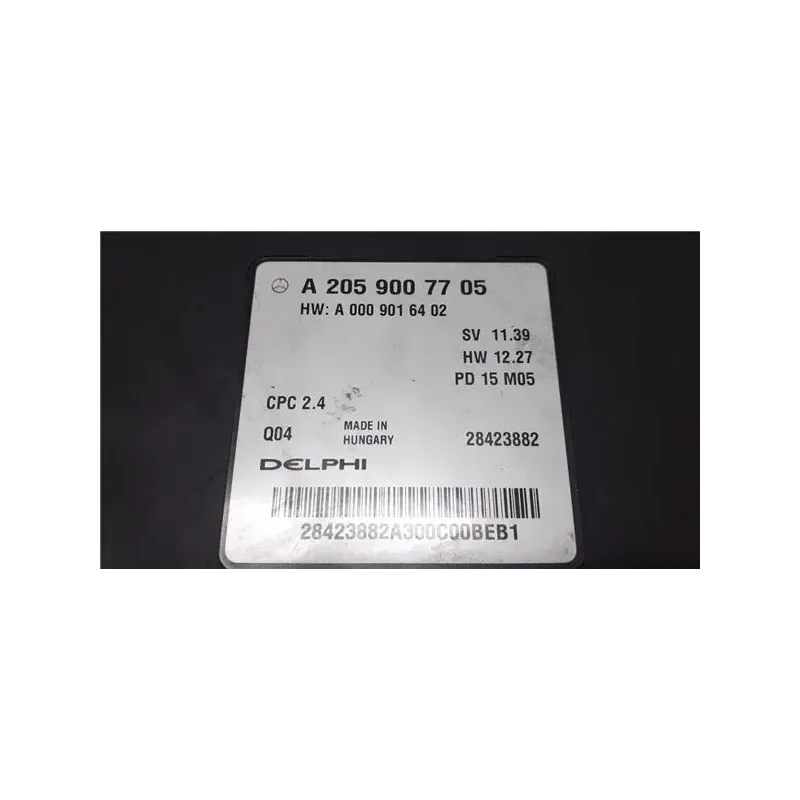 A 205 900 77 05
HW: A 000 901 64 02
SV 11.39
HW 12.27
PD 15 M05
CPC 2.4
Q04 MADE IN HUNGARY 28423882
DELPHI
28423882A300C00BEB1